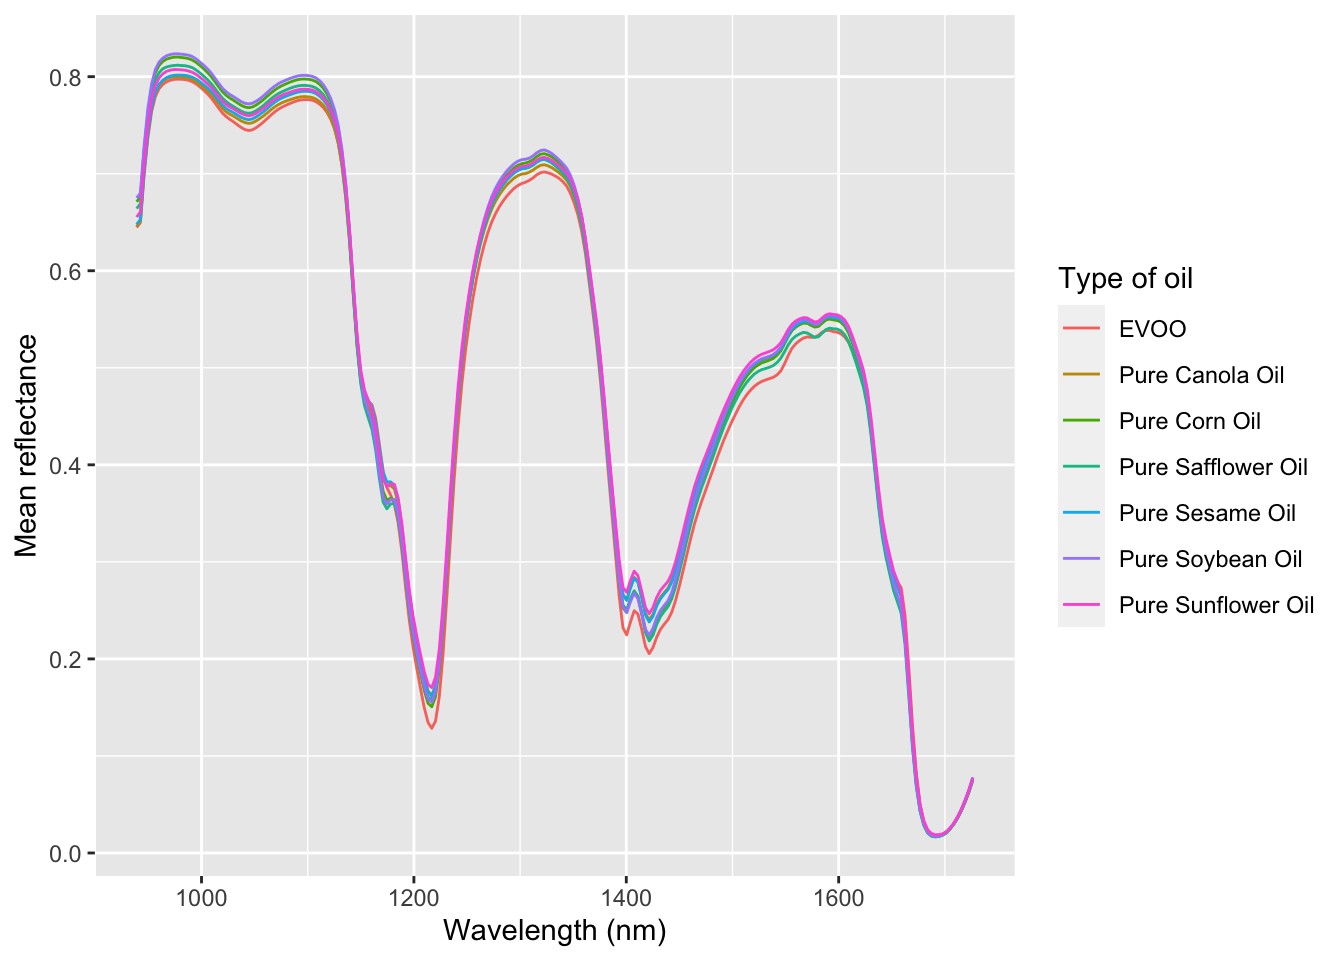 0.8
0.6
0.4
0.2
0.0
1000
1200
1400
1600
Wavelength (nm)
Mean reflectance
Type of oil
EVOO
Pure Canola Oil
Pure Corn Oil
Pure Safflower Oil
Pure Sesame Oil
Pure Soybean Oil
Pure Sunflower Oil